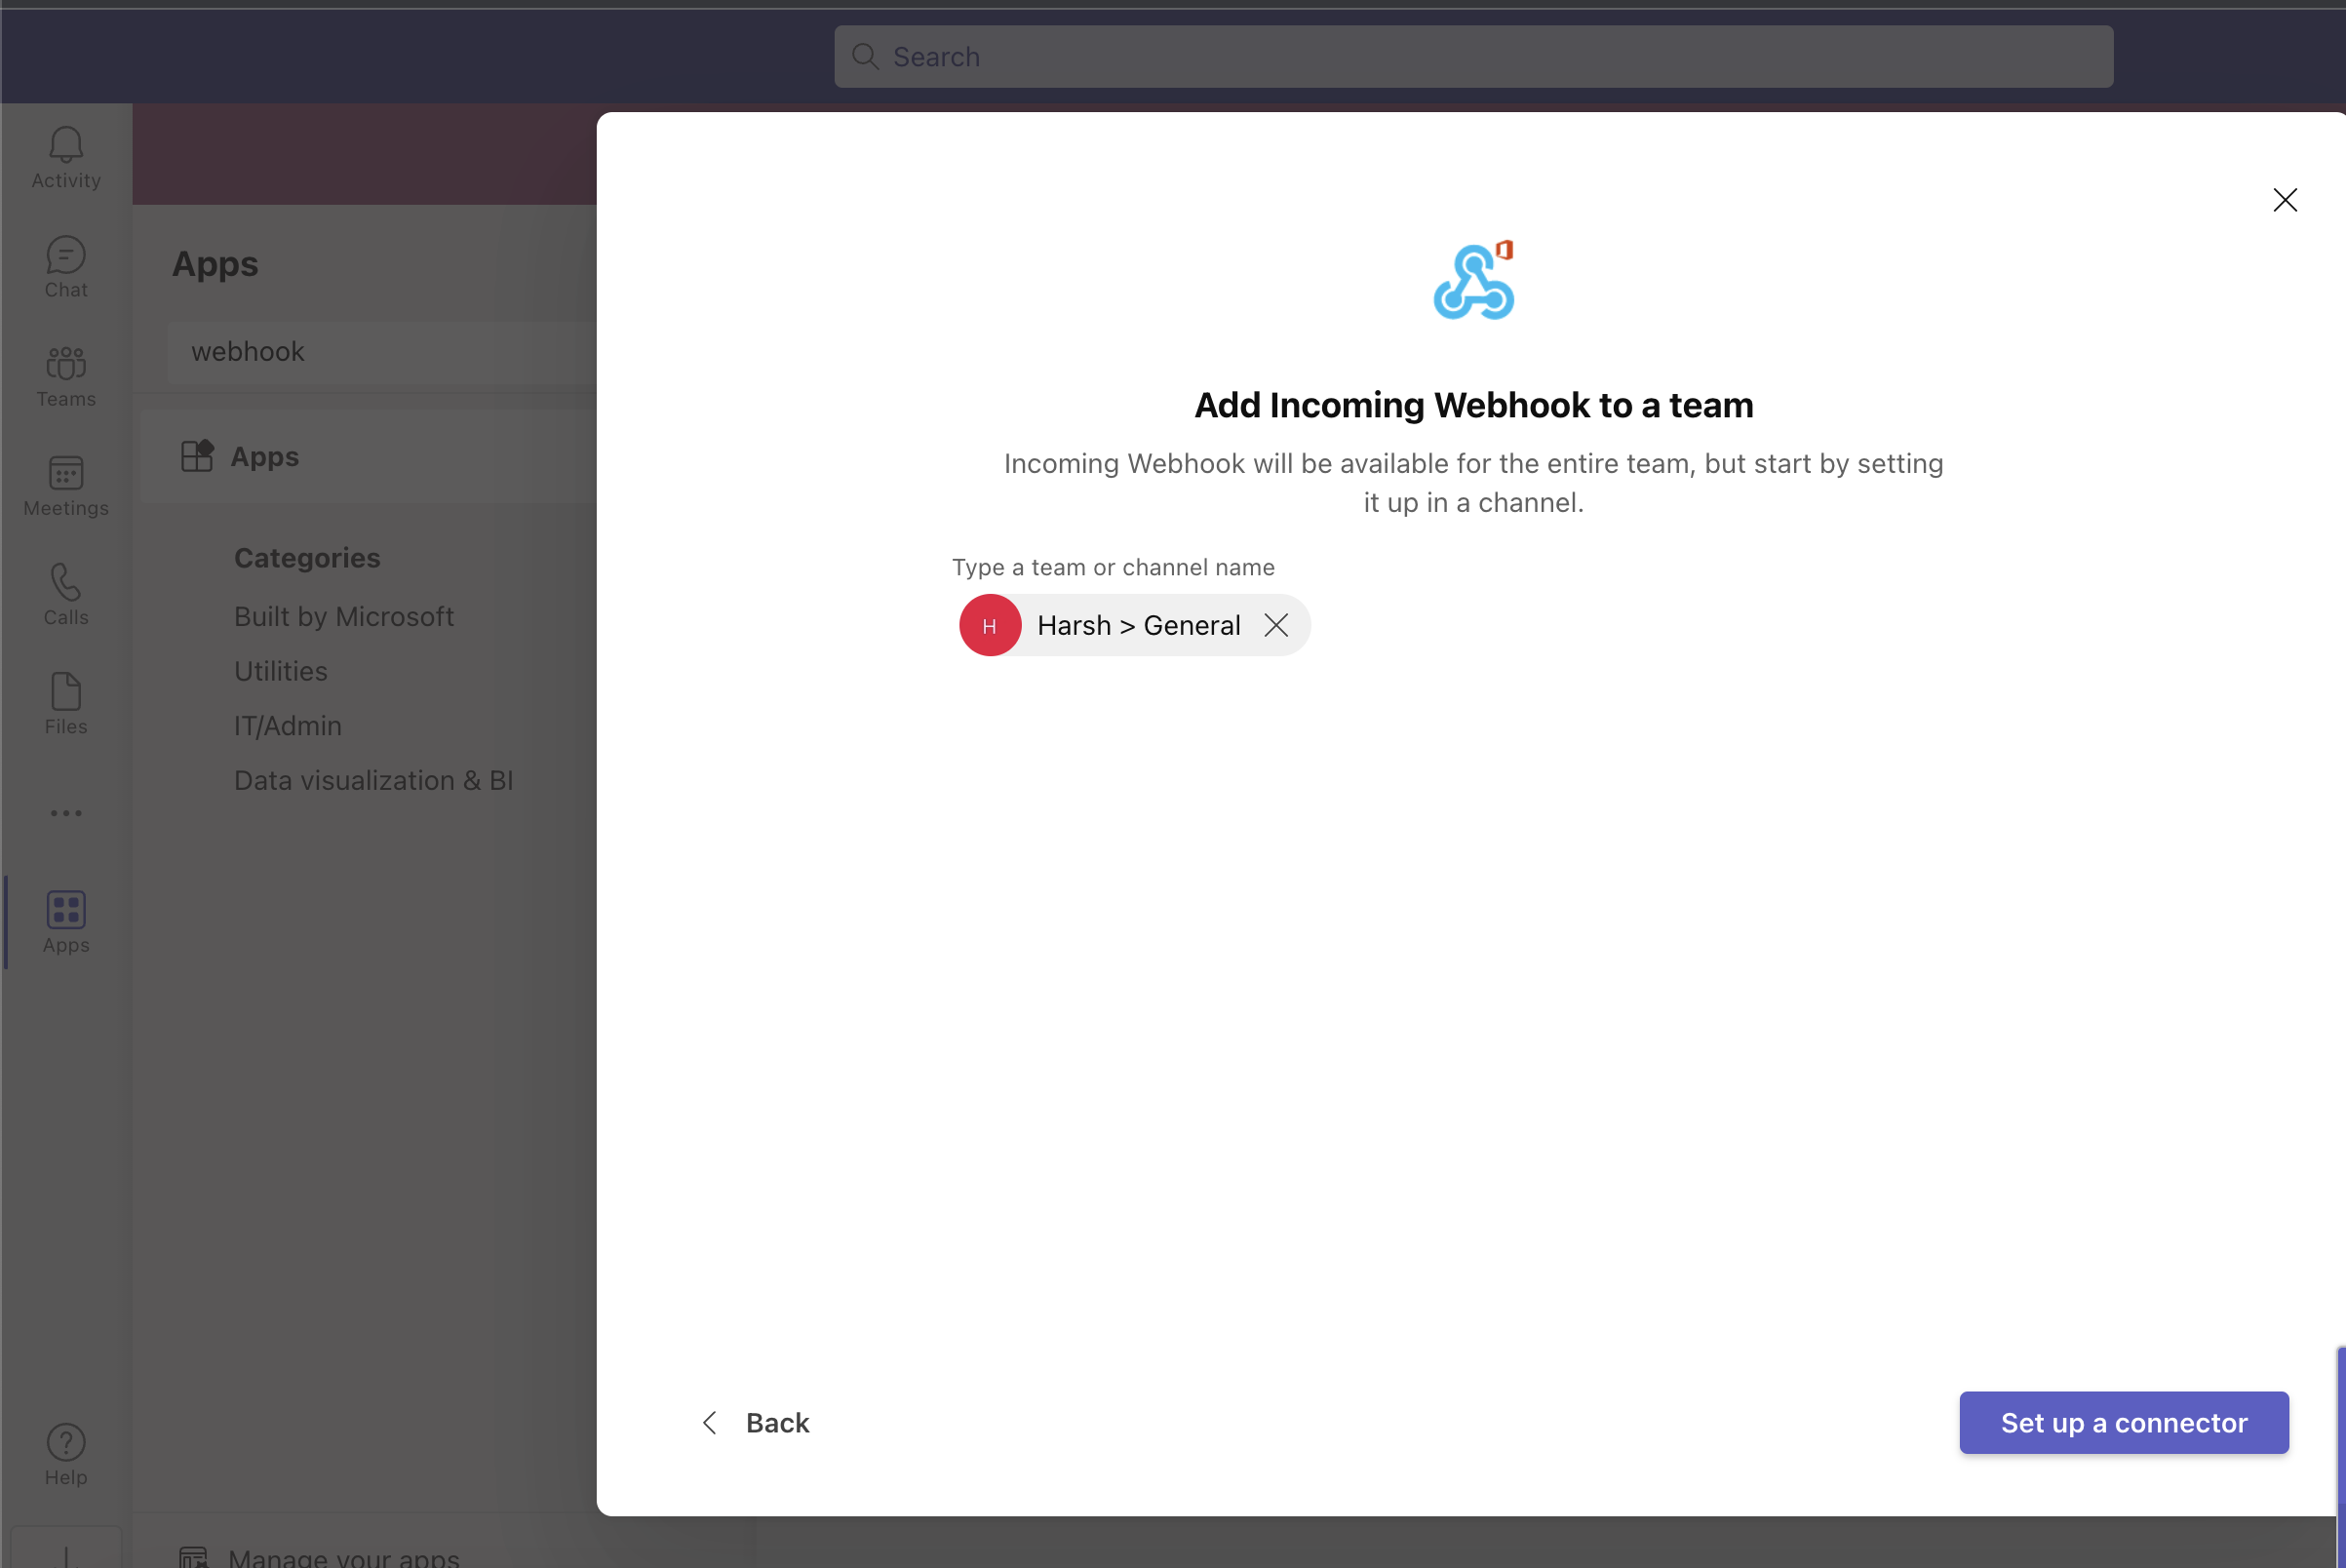 Search
Activity
Chat
Teams
Meetings
Calls
Files
Apps
Help
Apps
webhook
Apps
Categories
Built by Microsoft
Utilities
IT/Admin
Data visualization & BI
Manage your apps
Add Incoming Webhook to a team
Incoming Webhook will be available for the entire team, but start by setting
it up in a channel.
Type a team or channel name
H Harsh > General
Back
Set up a connector